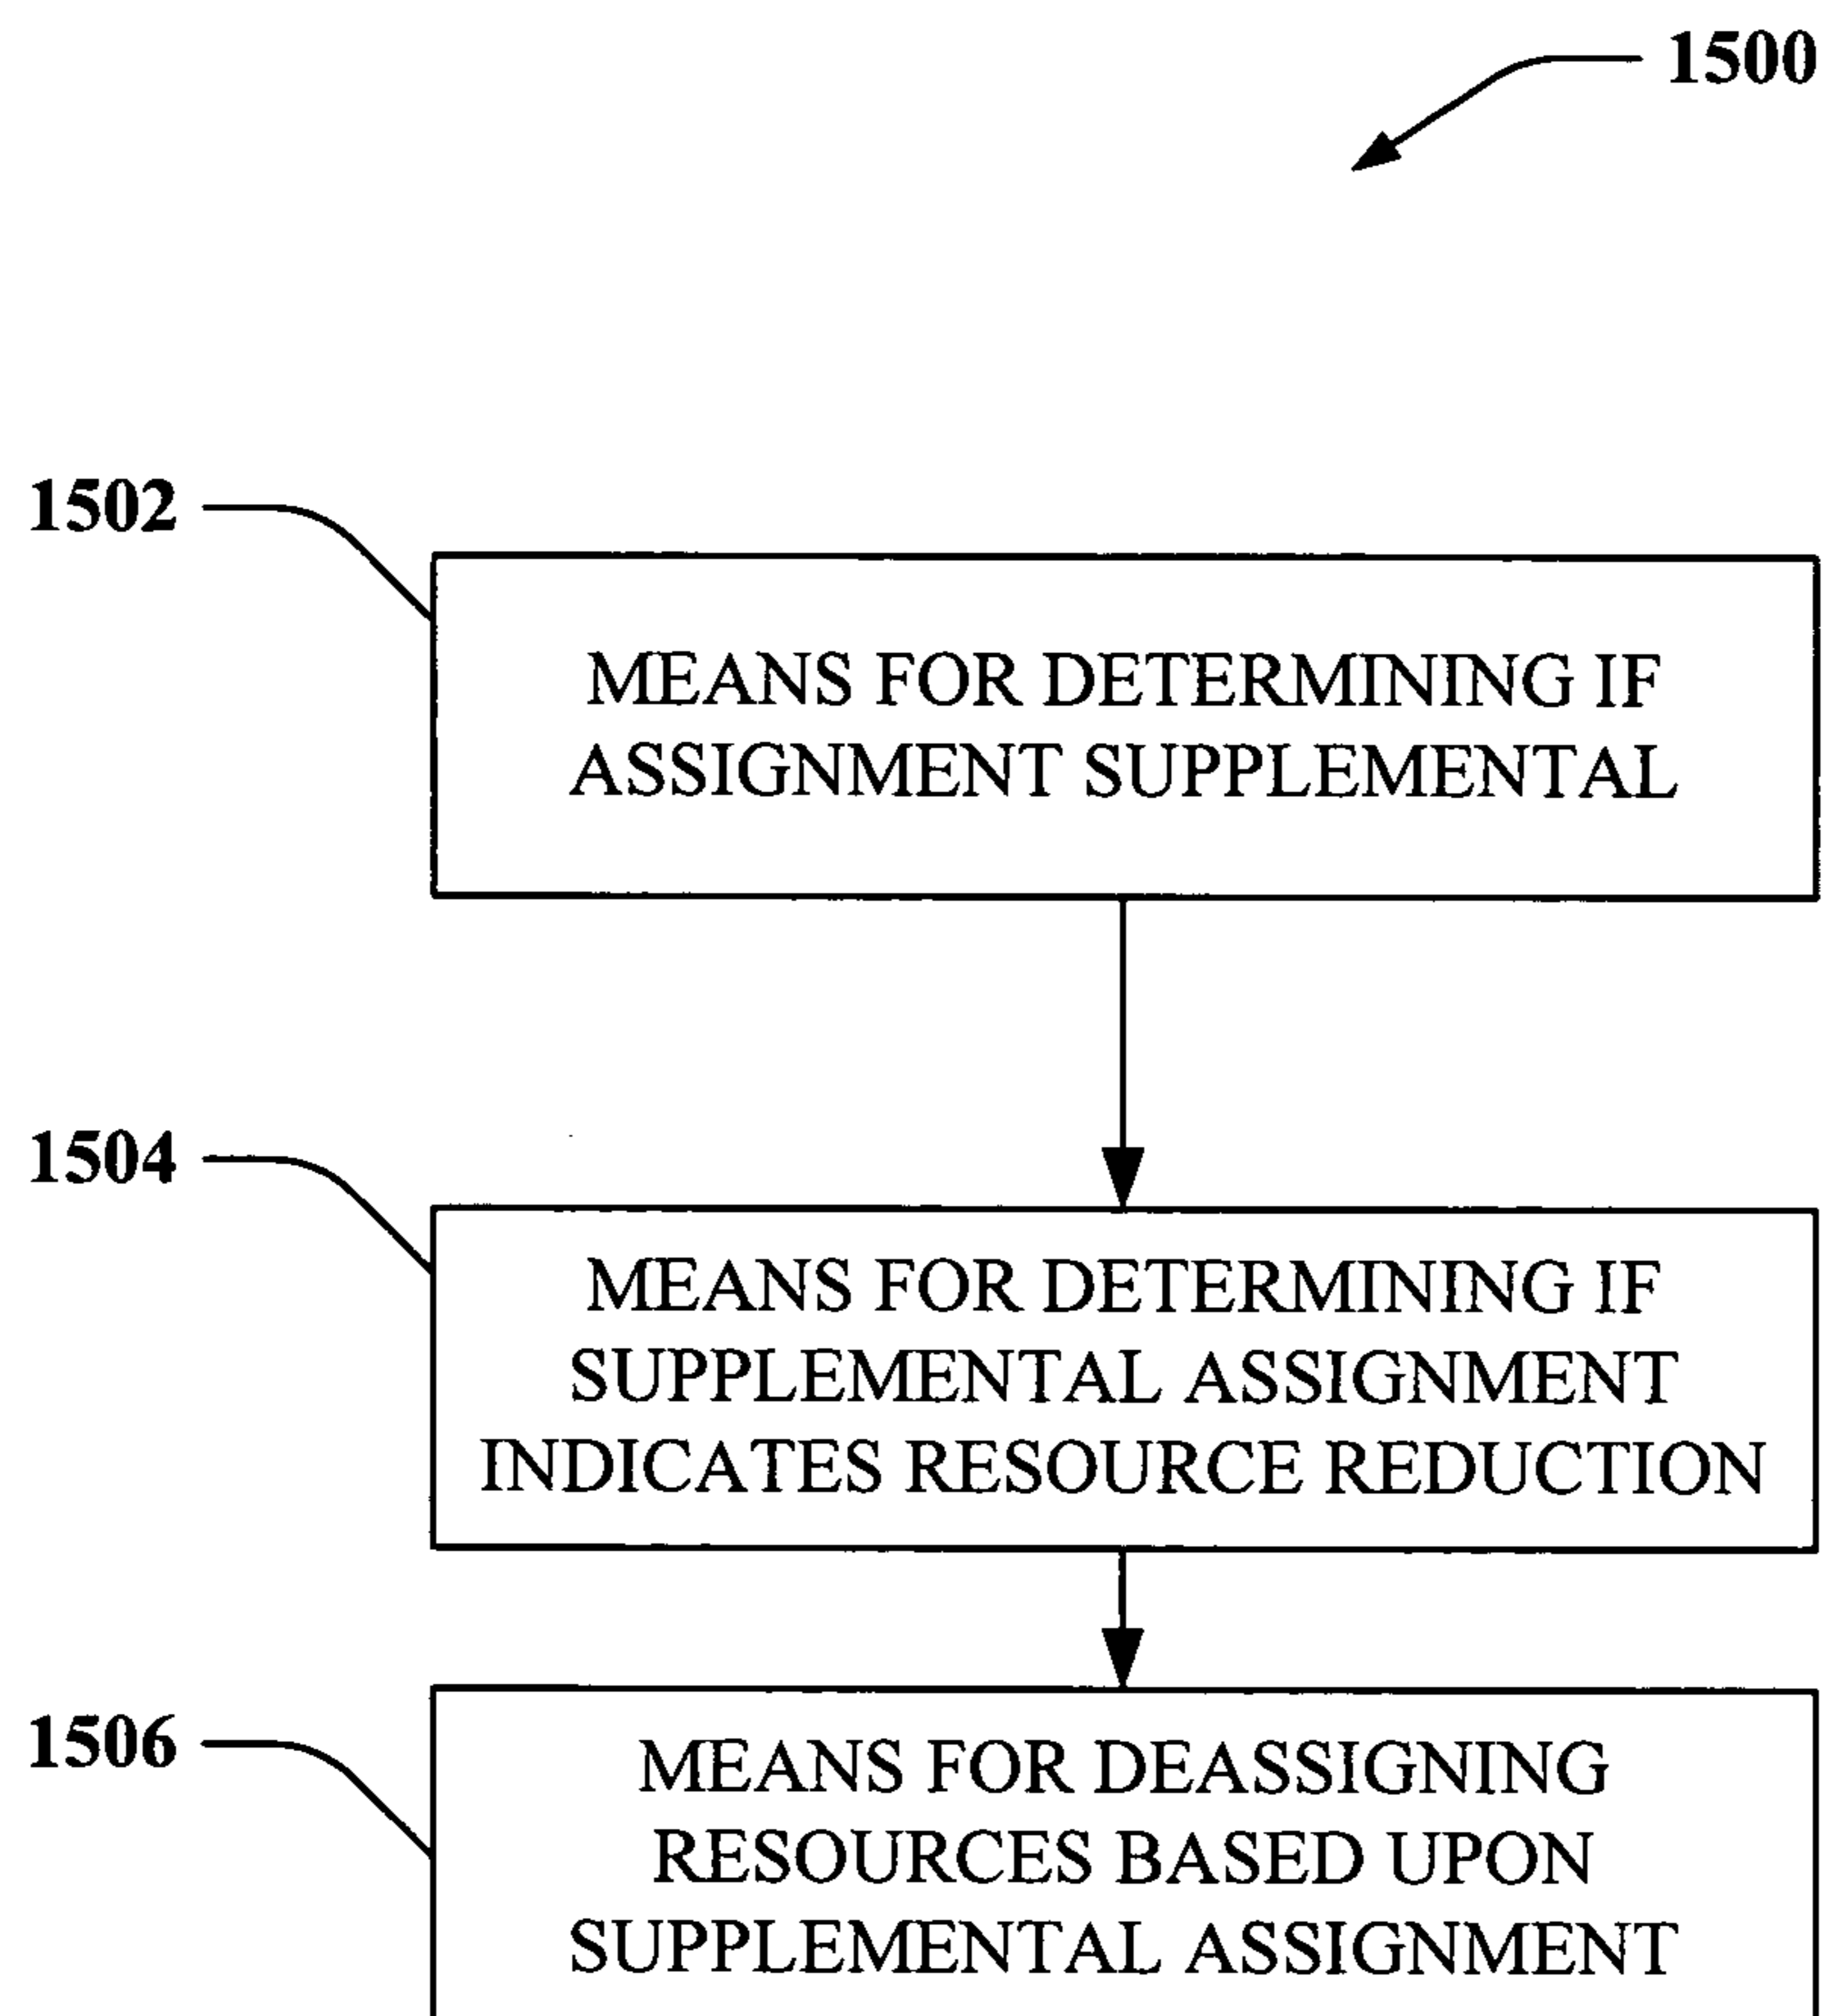 1500
1502
MEANS FOR DETERMINING IF
ASSIGNMENT SUPPLEMENTAL
1504
MEANS FOR DETERMINING IF
SUPPLEMENTAL ASSIGNMENT
INDICATES RESOURCE REDUCTION
1506
MEANS FOR DEASSIGNING
RESOURCES BASED UPON
SUPPLEMENTAL ASSIGNMENT